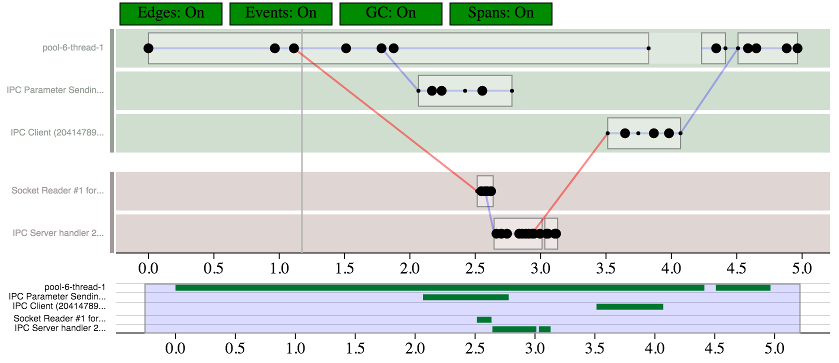 Edges: On Events: On GC: On Spans: On
pool-6-thread-1
IPC Parameter Sendin...
IPC Client (20414789...
Socket Reader #1 for...
IPC Server handler 2...
0.0 0.5 1.0 1.5 2.0 2.5 3.0 3.5 4.0 4.5 5.0
pool-6-thread-1
IPC Parameter Sendin...
IPC Client (20414789...
Socket Reader #1 for...
IPC Server handler 2...
0.0 0.5 1.0 1.5 2.0 2.5 3.0 3.5 4.0 4.5 5.0